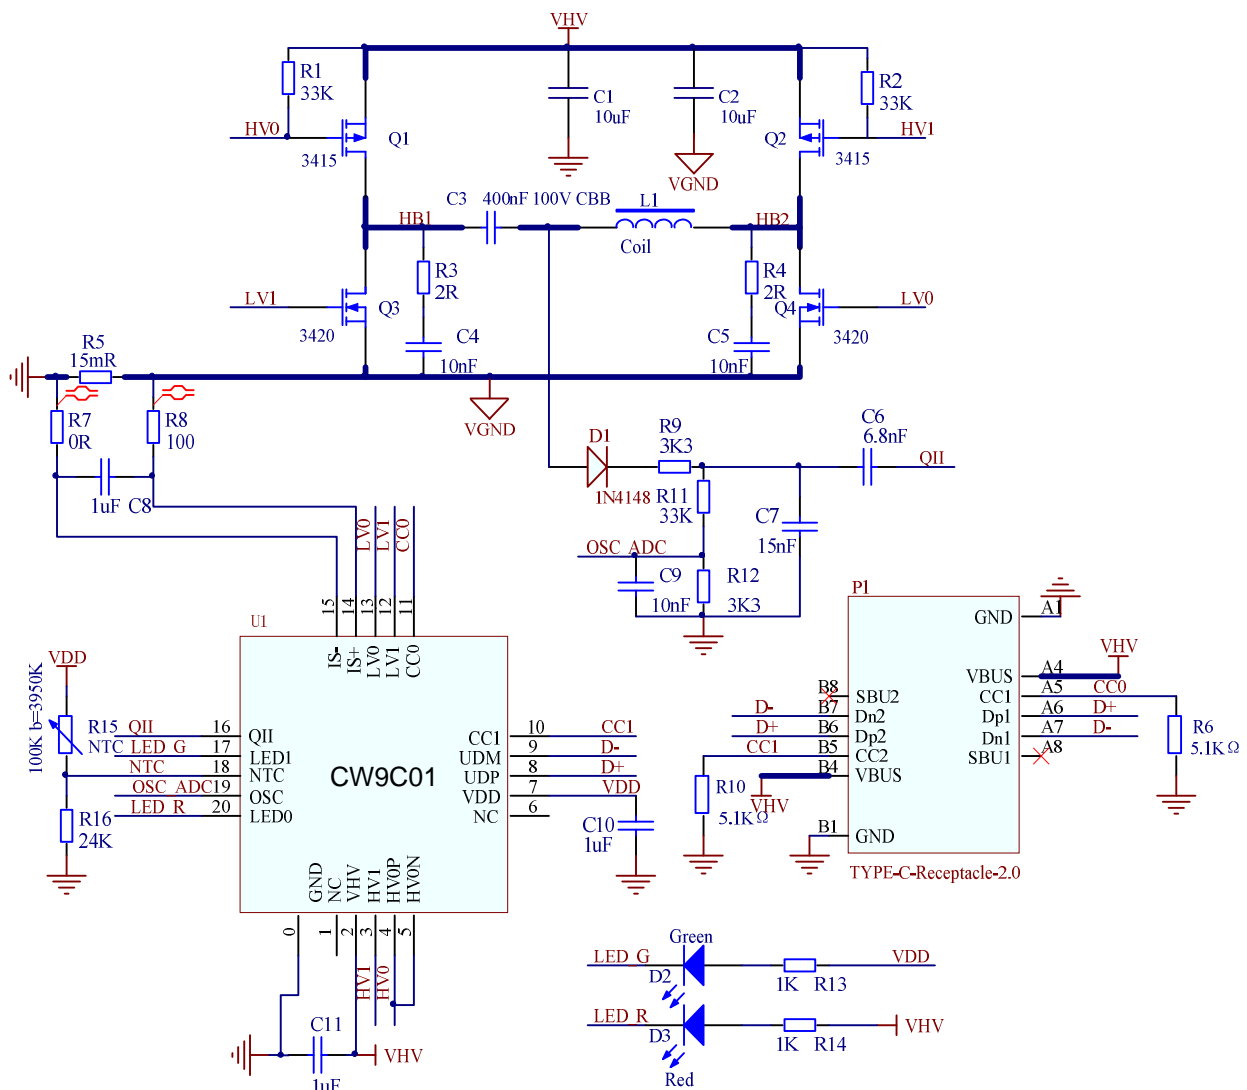 VHV
R1
33K
HV0
Q1
3415
C1
10uF
C2
10uF
VGND
R2
33K
Q2
HV1
3415
C3
400nF 100V CBB
L1
Coil
HB1
HB2
R3
2R
R4
2R
LV1
Q3
3420
C4
10nF
C5
10nF
Q4
LV0
3420
R5
15mR
VGND
R7
0R
R8
100
1uF C8
D1
1N4148
R9
3K3
C6
6.8nF
QII
R11
33K
C7
15nF
OSC_ADC
C9
10nF
R12
3K3
LV0
LV1
CC0
15
14
13
12
11
U1
IS-
IS+
LV0
LV1
CC0
VDD
100K b=3950K
R15
NTC
R16
24K
QII
16
QII
LED_G
17
LED1
NTC
18
NTC
OSC_ADC
19
OSC
LED_R
20
LED0
CW9C01
CC1
10
CC1
UDM
9
D-
UDP
8
D+
VDD
7
VDD
NC
6
C10
1uF
GND
NC
VHV
HV1
HV0P
HV0N
0
1
2
3
4
5
HV1
HV0
C11
1uF
VHV
P1
GND
A1
VBUS
A4
VHV
CC1
A5
CC0
Dp1
A6
D+
Dn1
A7
D-
SBU1
A8
R6
5.1KΩ
B8
SBU2
D-
B7
Dn2
D+
B6
Dp2
CC1
B5
CC2
B4
VBUS
VHV
R10
5.1KΩ
B1
GND
TYPE-C-Receptacle-2.0
LED_G
Green
D2
1K R13
VDD
LED_R
D3
Red
1K R14
VHV